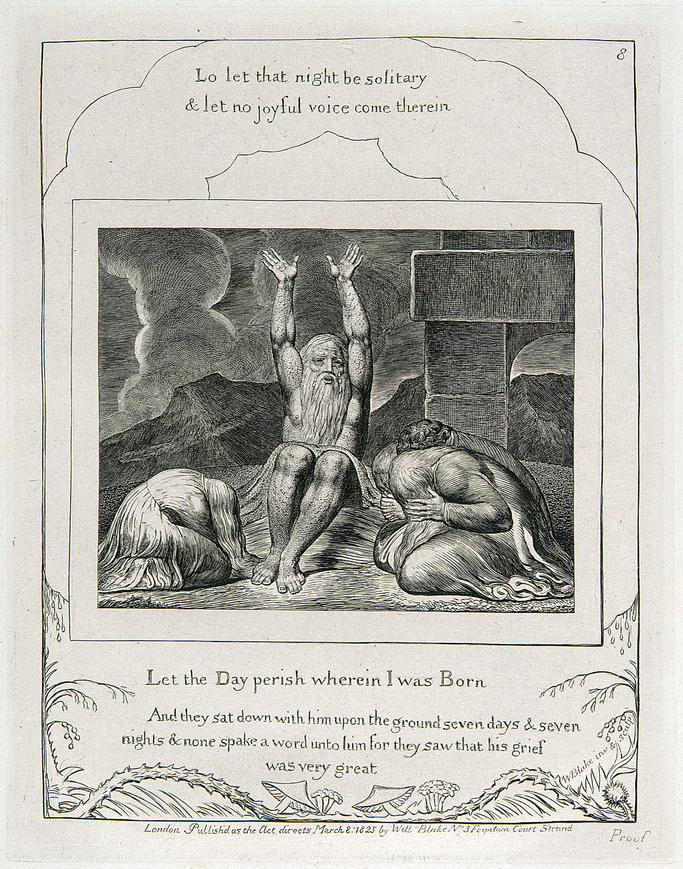 8
Lo let that night be solitary
& let no joyful voice come therein
Let the Day perish wherein I was Born
And they sat down with him upon the ground seven days & seven
nights & none spake a word unto him for they saw that his grief
was very great
WBlake inv & sculp
London Publish'd as the Act directs March 8: 1825 by Will Blake No 3 Fountain Court Strand
Proof